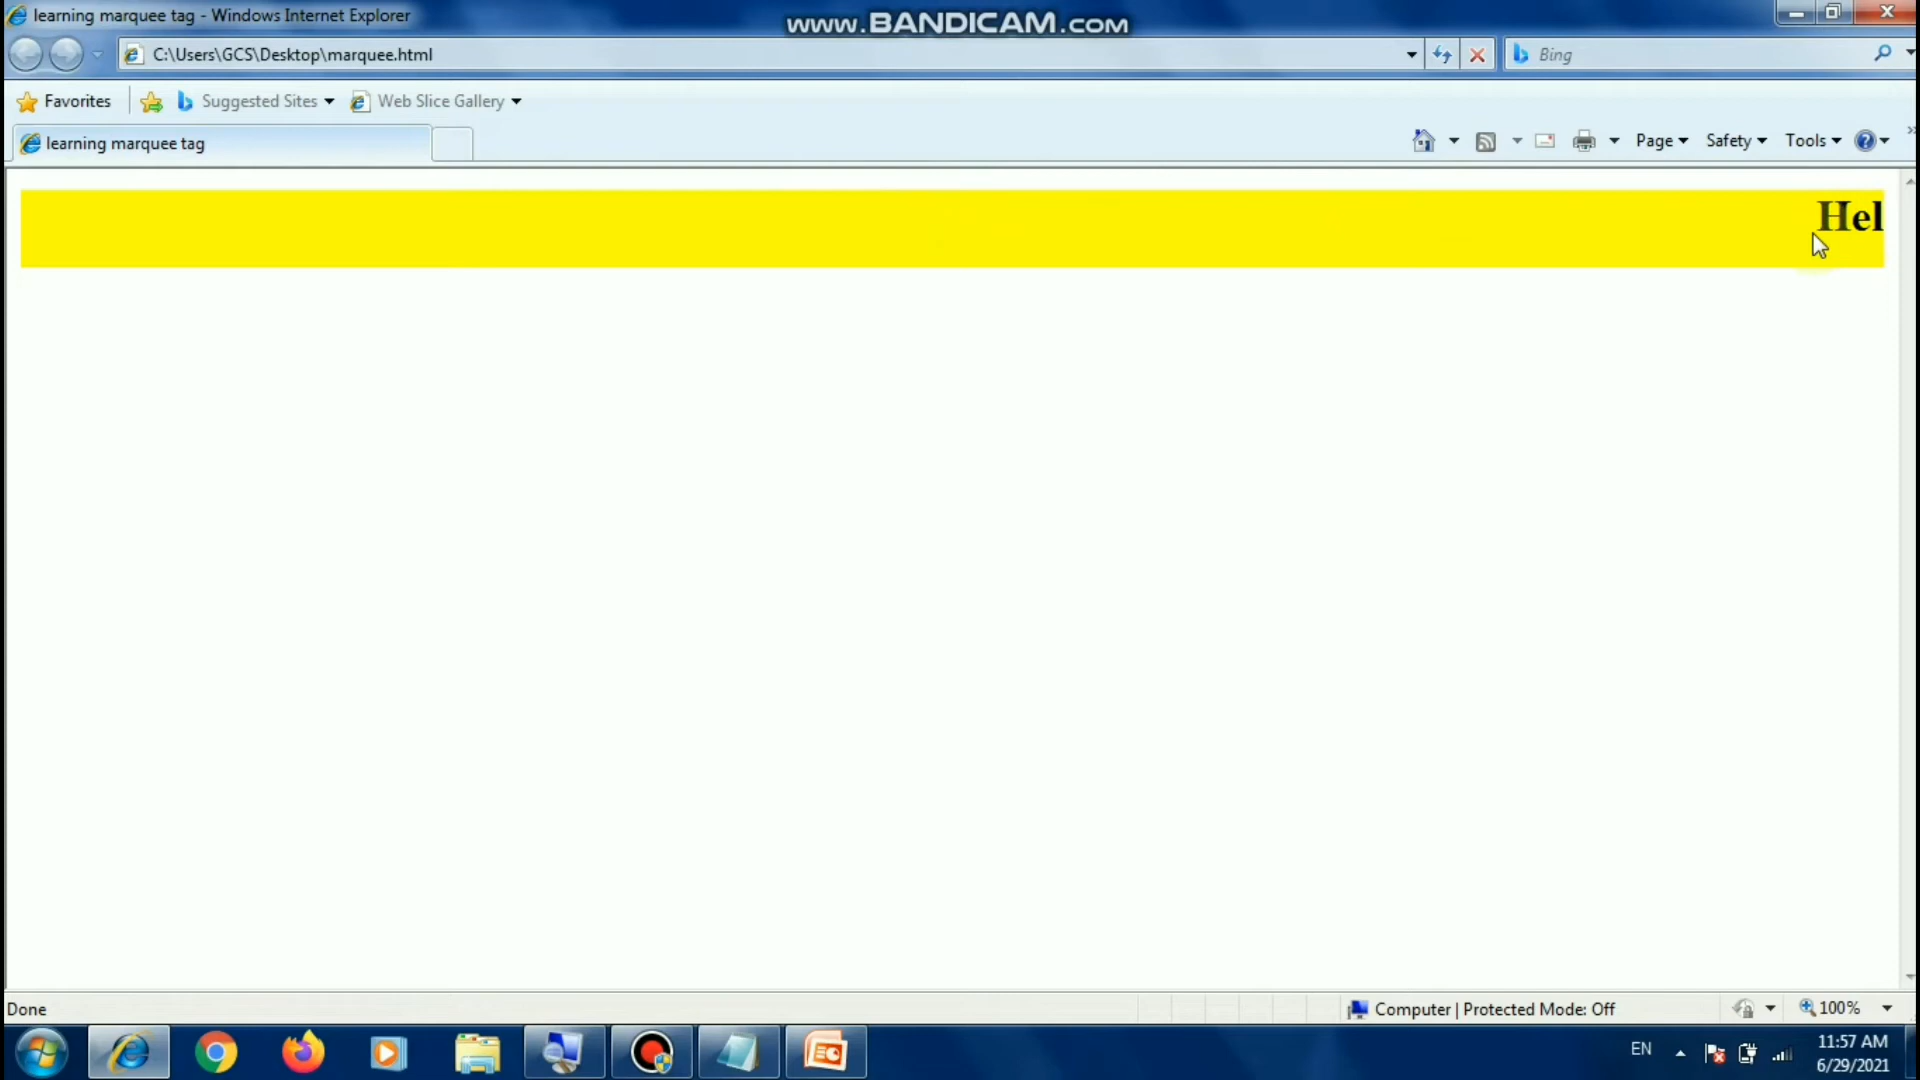 learning marquee tag - Windows Internet Explorer
www.BANDICAM.com
C:\Users\GCS\Desktop\marquee.html
Bing
Favorites
Suggested Sites
Web Slice Gallery
learning marquee tag
Page
Safety
Tools
Hel
Done
Computer | Protected Mode: Off
100%
EN
11:57 AM
6/29/2021